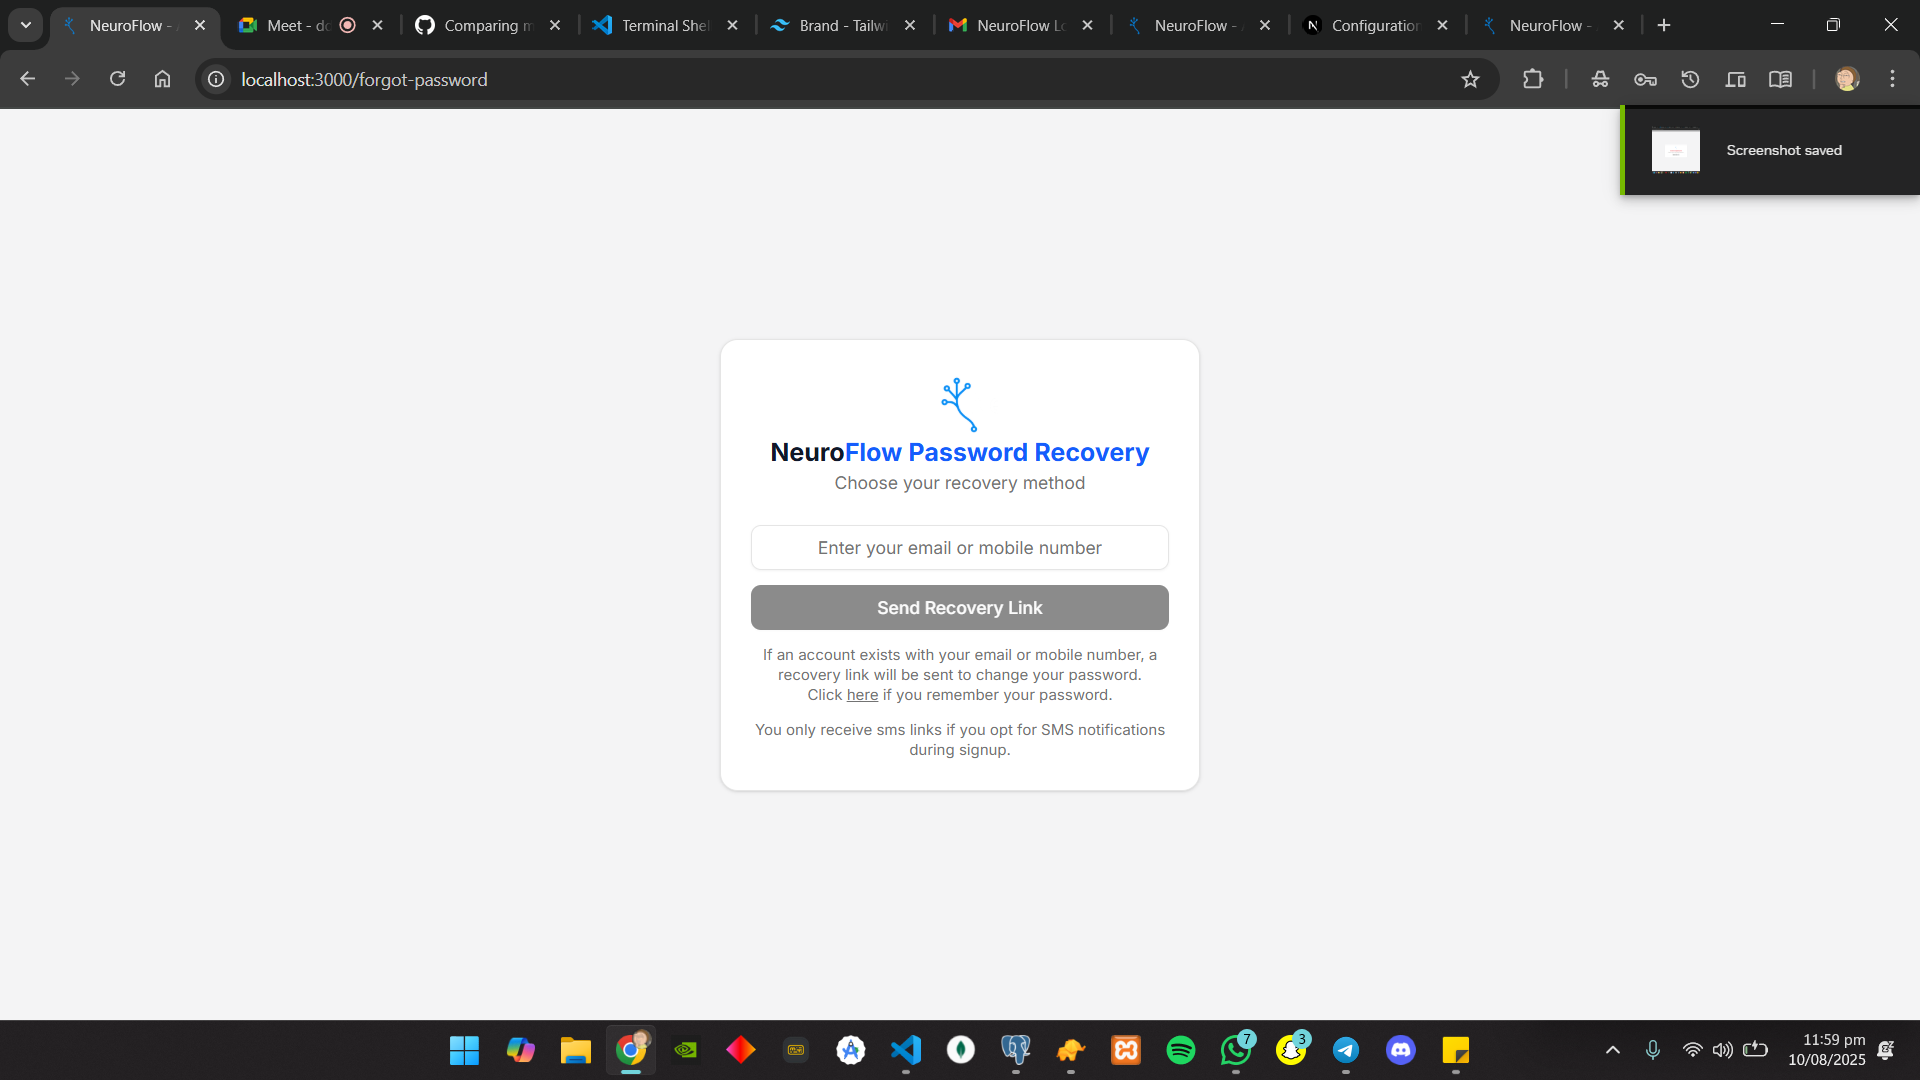 NeuroFlow -
Meet - do
Comparing m
Terminal Shel
Brand - Tailwi
NeuroFlow Lo
NeuroFlow - A
Configuration
NeuroFlow -
localhost:3000/forgot-password
Screenshot saved
NeuroFlow Password Recovery
Choose your recovery method
Enter your email or mobile number
Send Recovery Link
If an account exists with your email or mobile number, a
recovery link will be sent to change your password.
Click here if you remember your password.
You only receive sms links if you opt for SMS notifications
during signup.
7
3
11:59 pm
10/08/2025